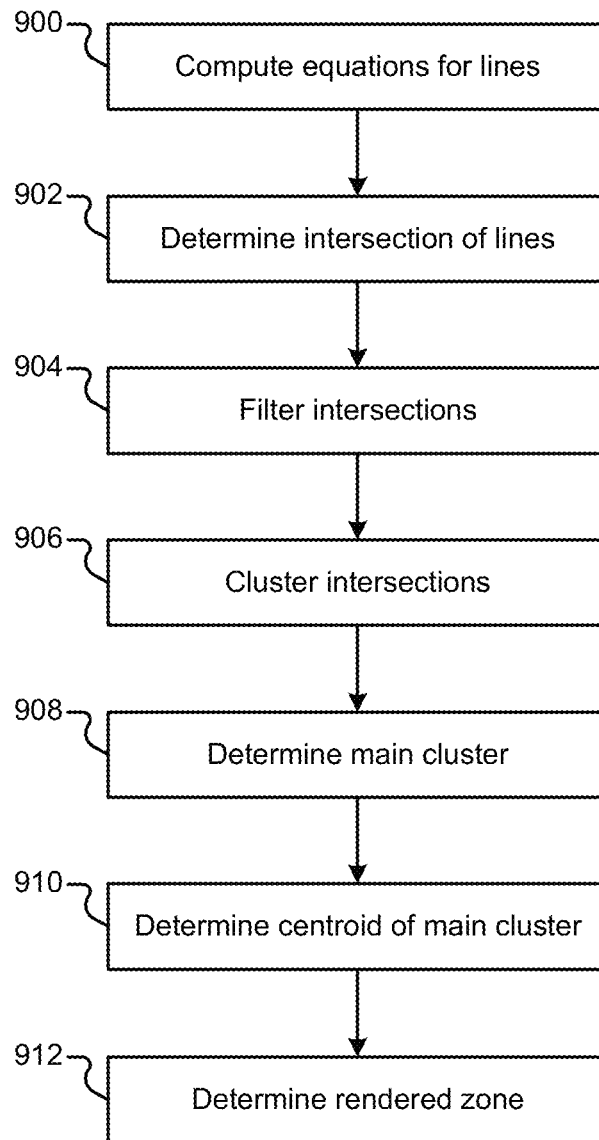 900
Compute equations for lines
902
Determine intersection of lines
904
Filter intersections
906
Cluster intersections
908
Determine main cluster
910
Determine centroid of main cluster
912
Determine rendered zone